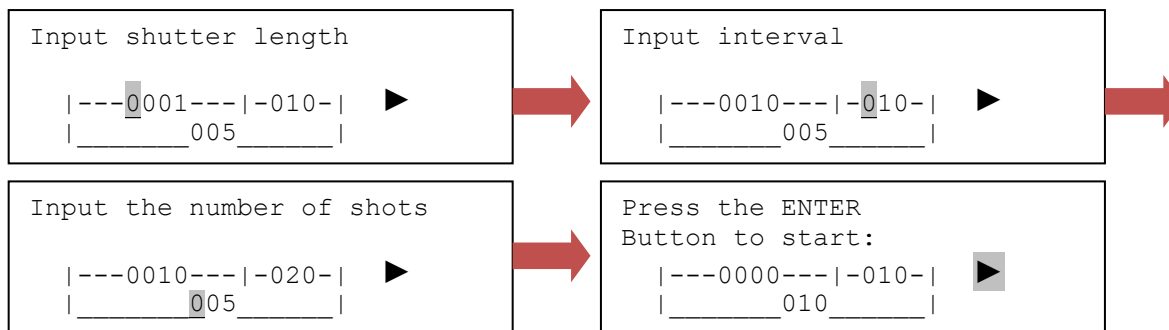 Input shutter length
|---0001---|-010-| ►
|_______005______|
Input interval
|---0010---|-010-| ►
|_______005______|
Input the number of shots
|---0010---|-020-| ►
|_______005______|
Press the ENTER
Button to start:
|---0000---|-010-| ►
|_______010______|